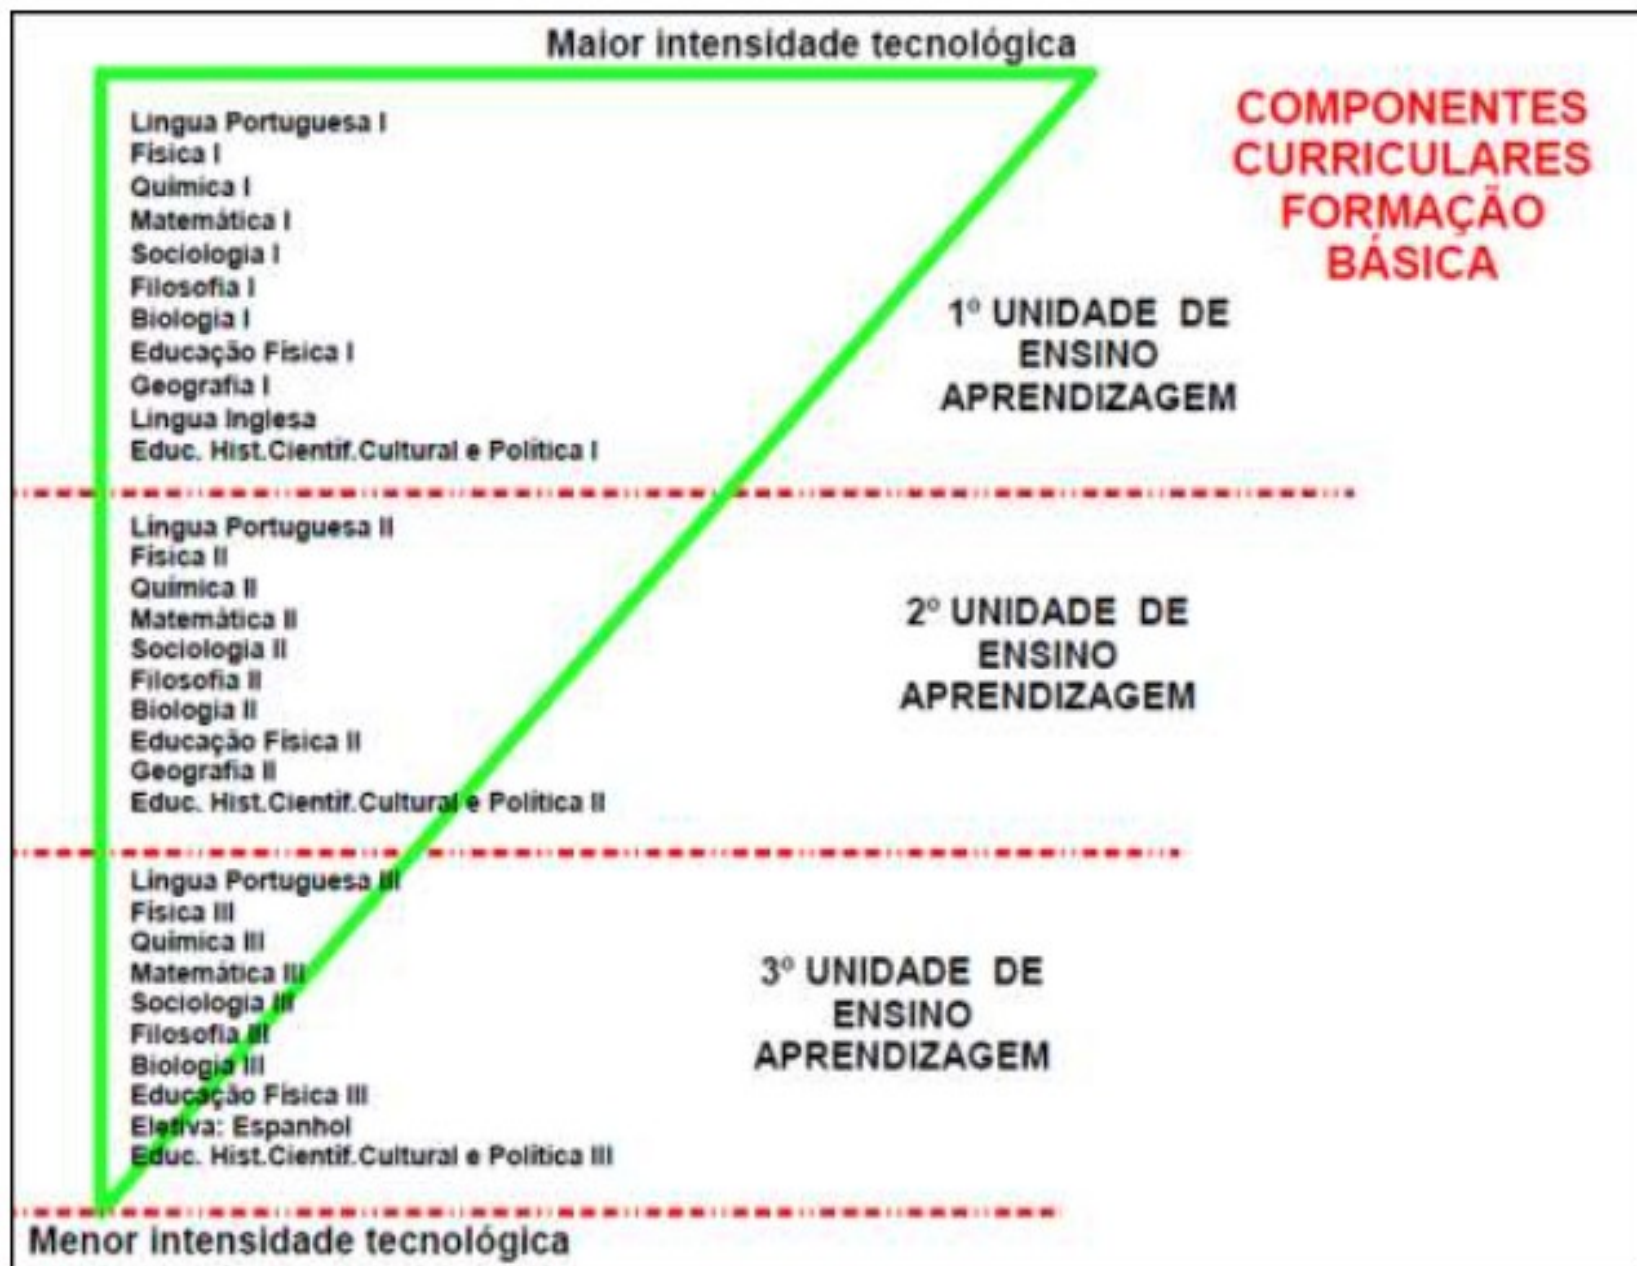 Maior intensidade tecnológica
COMPONENTES
CURRICULARES
FORMAÇÃO
BÁSICA
Língua Portuguesa I
Física I
Química I
Matemática I
Sociologia I
Filosofia I
Biologia I
Educação Física I
Geografia I
Língua Inglesa
Educ. Hist.Cientif.Cultural e Política I
1º UNIDADE DE
ENSINO
APRENDIZAGEM
Língua Portuguesa II
Física II
Química II
Matemática II
Sociologia II
Filosofia II
Biologia II
Educação Física II
Geografia II
Educ. Hist.Cientif.Cultural e Política II
2º UNIDADE DE
ENSINO
APRENDIZAGEM
Língua Portuguesa III
Física III
Química III
Matemática III
Sociologia III
Filosofia III
Biologia III
Educação Física III
Eletiva: Espanhol
Educ. Hist.Cientif.Cultural e Política III
3º UNIDADE DE
ENSINO
APRENDIZAGEM
Menor intensidade tecnológica